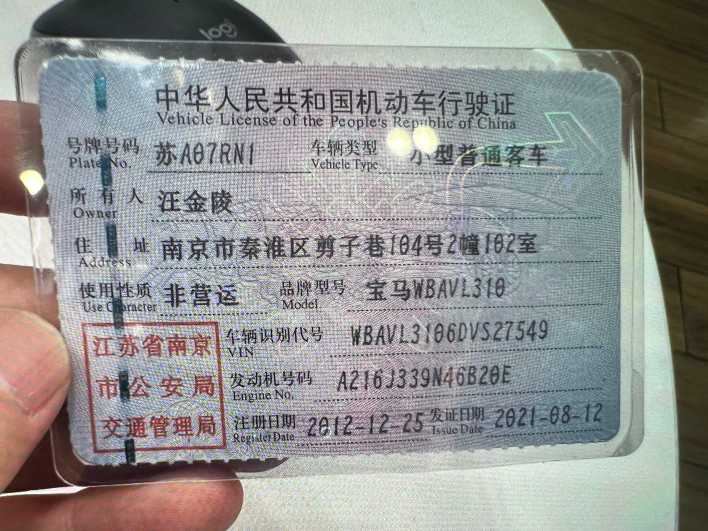 logi
中华人民共和国机动车行驶证
Vehicle License of the People's Republic of China
号牌号码 苏A07RN1 车辆类型 小型普通客车
Plate No. Vehicle Type
所有人 汪金陵
Owner
住址 南京市秦淮区剪子巷104号2幢102室
Address
使用性质 非营运 品牌型号 宝马WBAVL310
Use Character Model
江苏省南京 车辆识别代号 WBAVL3106DVS27549
VIN
市公安局 发动机号码 A216J339N46B20E
Engine No.
交通管理局 注册日期 2012-12-25 发证日期 2021-08-12
Register Date Issue Date